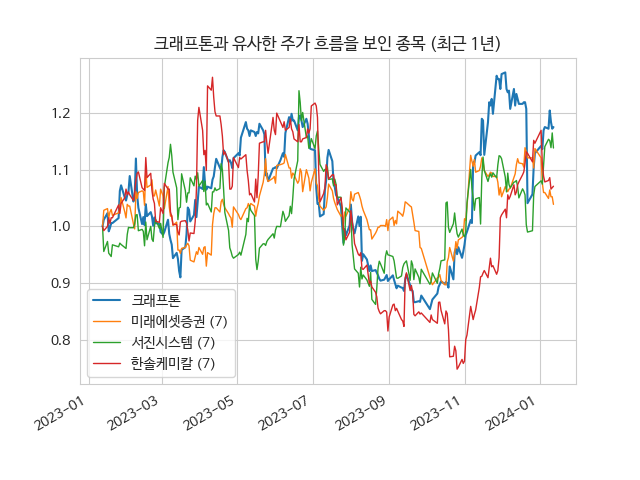 크래프톤과 유사한 주가 흐름을 보인 종목 (최근 1년)
1.2
1.1
1.0
0.9
0.8
크래프톤
미래에셋증권 (7)
서진시스템 (7)
한솔케미칼 (7)
2023-01
2023-03
2023-05
2023-07
2023-09
2023-11
2024-01